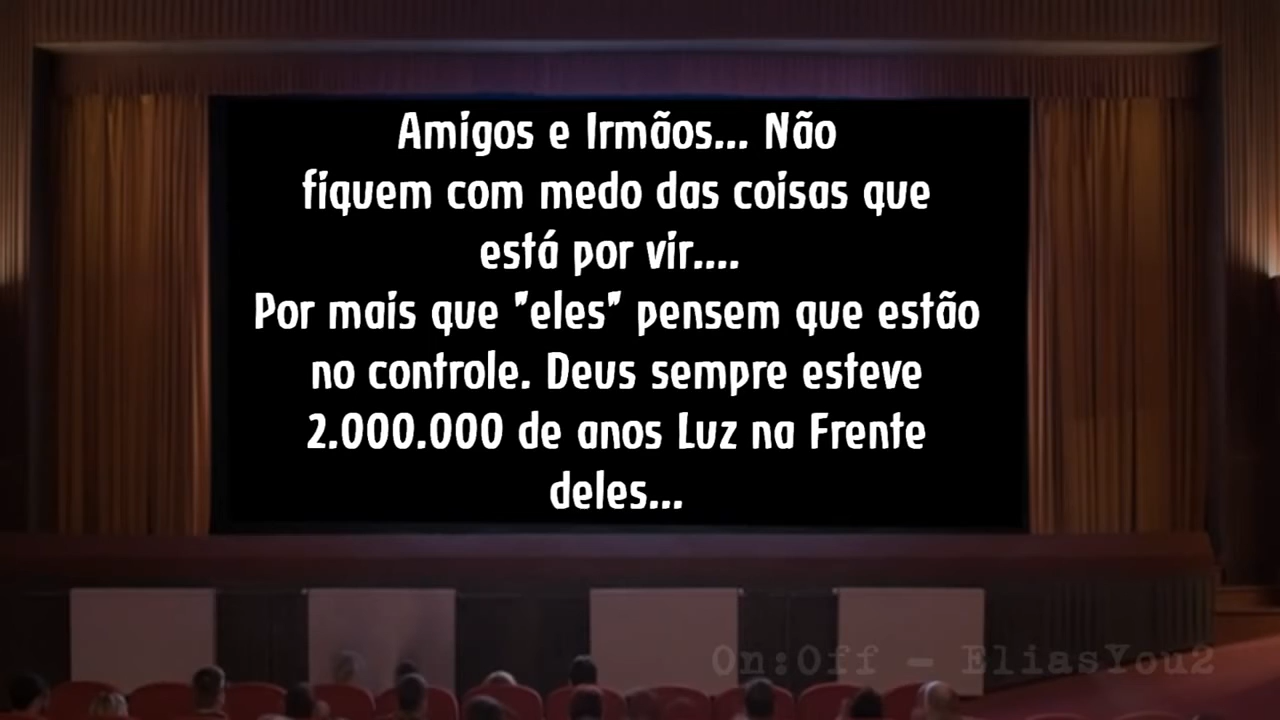 Amigos e Irmãos... Não
fiquem com medo das coisas que
está por vir....
Por mais que "eles" pensem que estão
no controle. Deus sempre esteve
2.000.000 de anos Luz na Frente
deles...
On:Off - EliasYou2